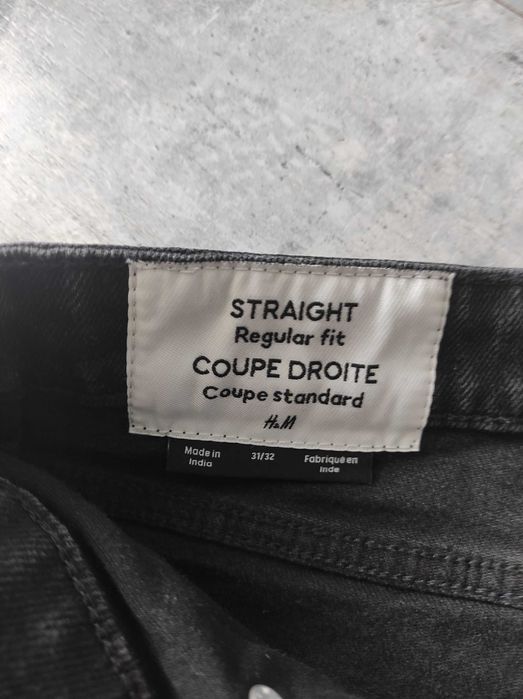 STRAIGHT
Regular fit
COUPE DROITE
Coupe standard
H&M
Made in
India
31/32
Fabriqué en
Inde